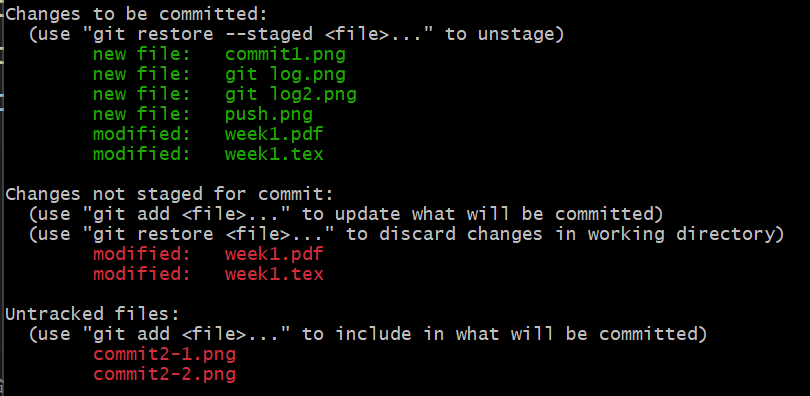 Changes to be committed:
  (use "git restore --staged <file>..." to unstage)
        new file:   commit1.png
        new file:   git log.png
        new file:   git log2.png
        new file:   push.png
        modified:   week1.pdf
        modified:   week1.tex

Changes not staged for commit:
  (use "git add <file>..." to update what will be committed)
  (use "git restore <file>..." to discard changes in working directory)
        modified:   week1.pdf
        modified:   week1.tex

Untracked files:
  (use "git add <file>..." to include in what will be committed)
        commit2-1.png
        commit2-2.png